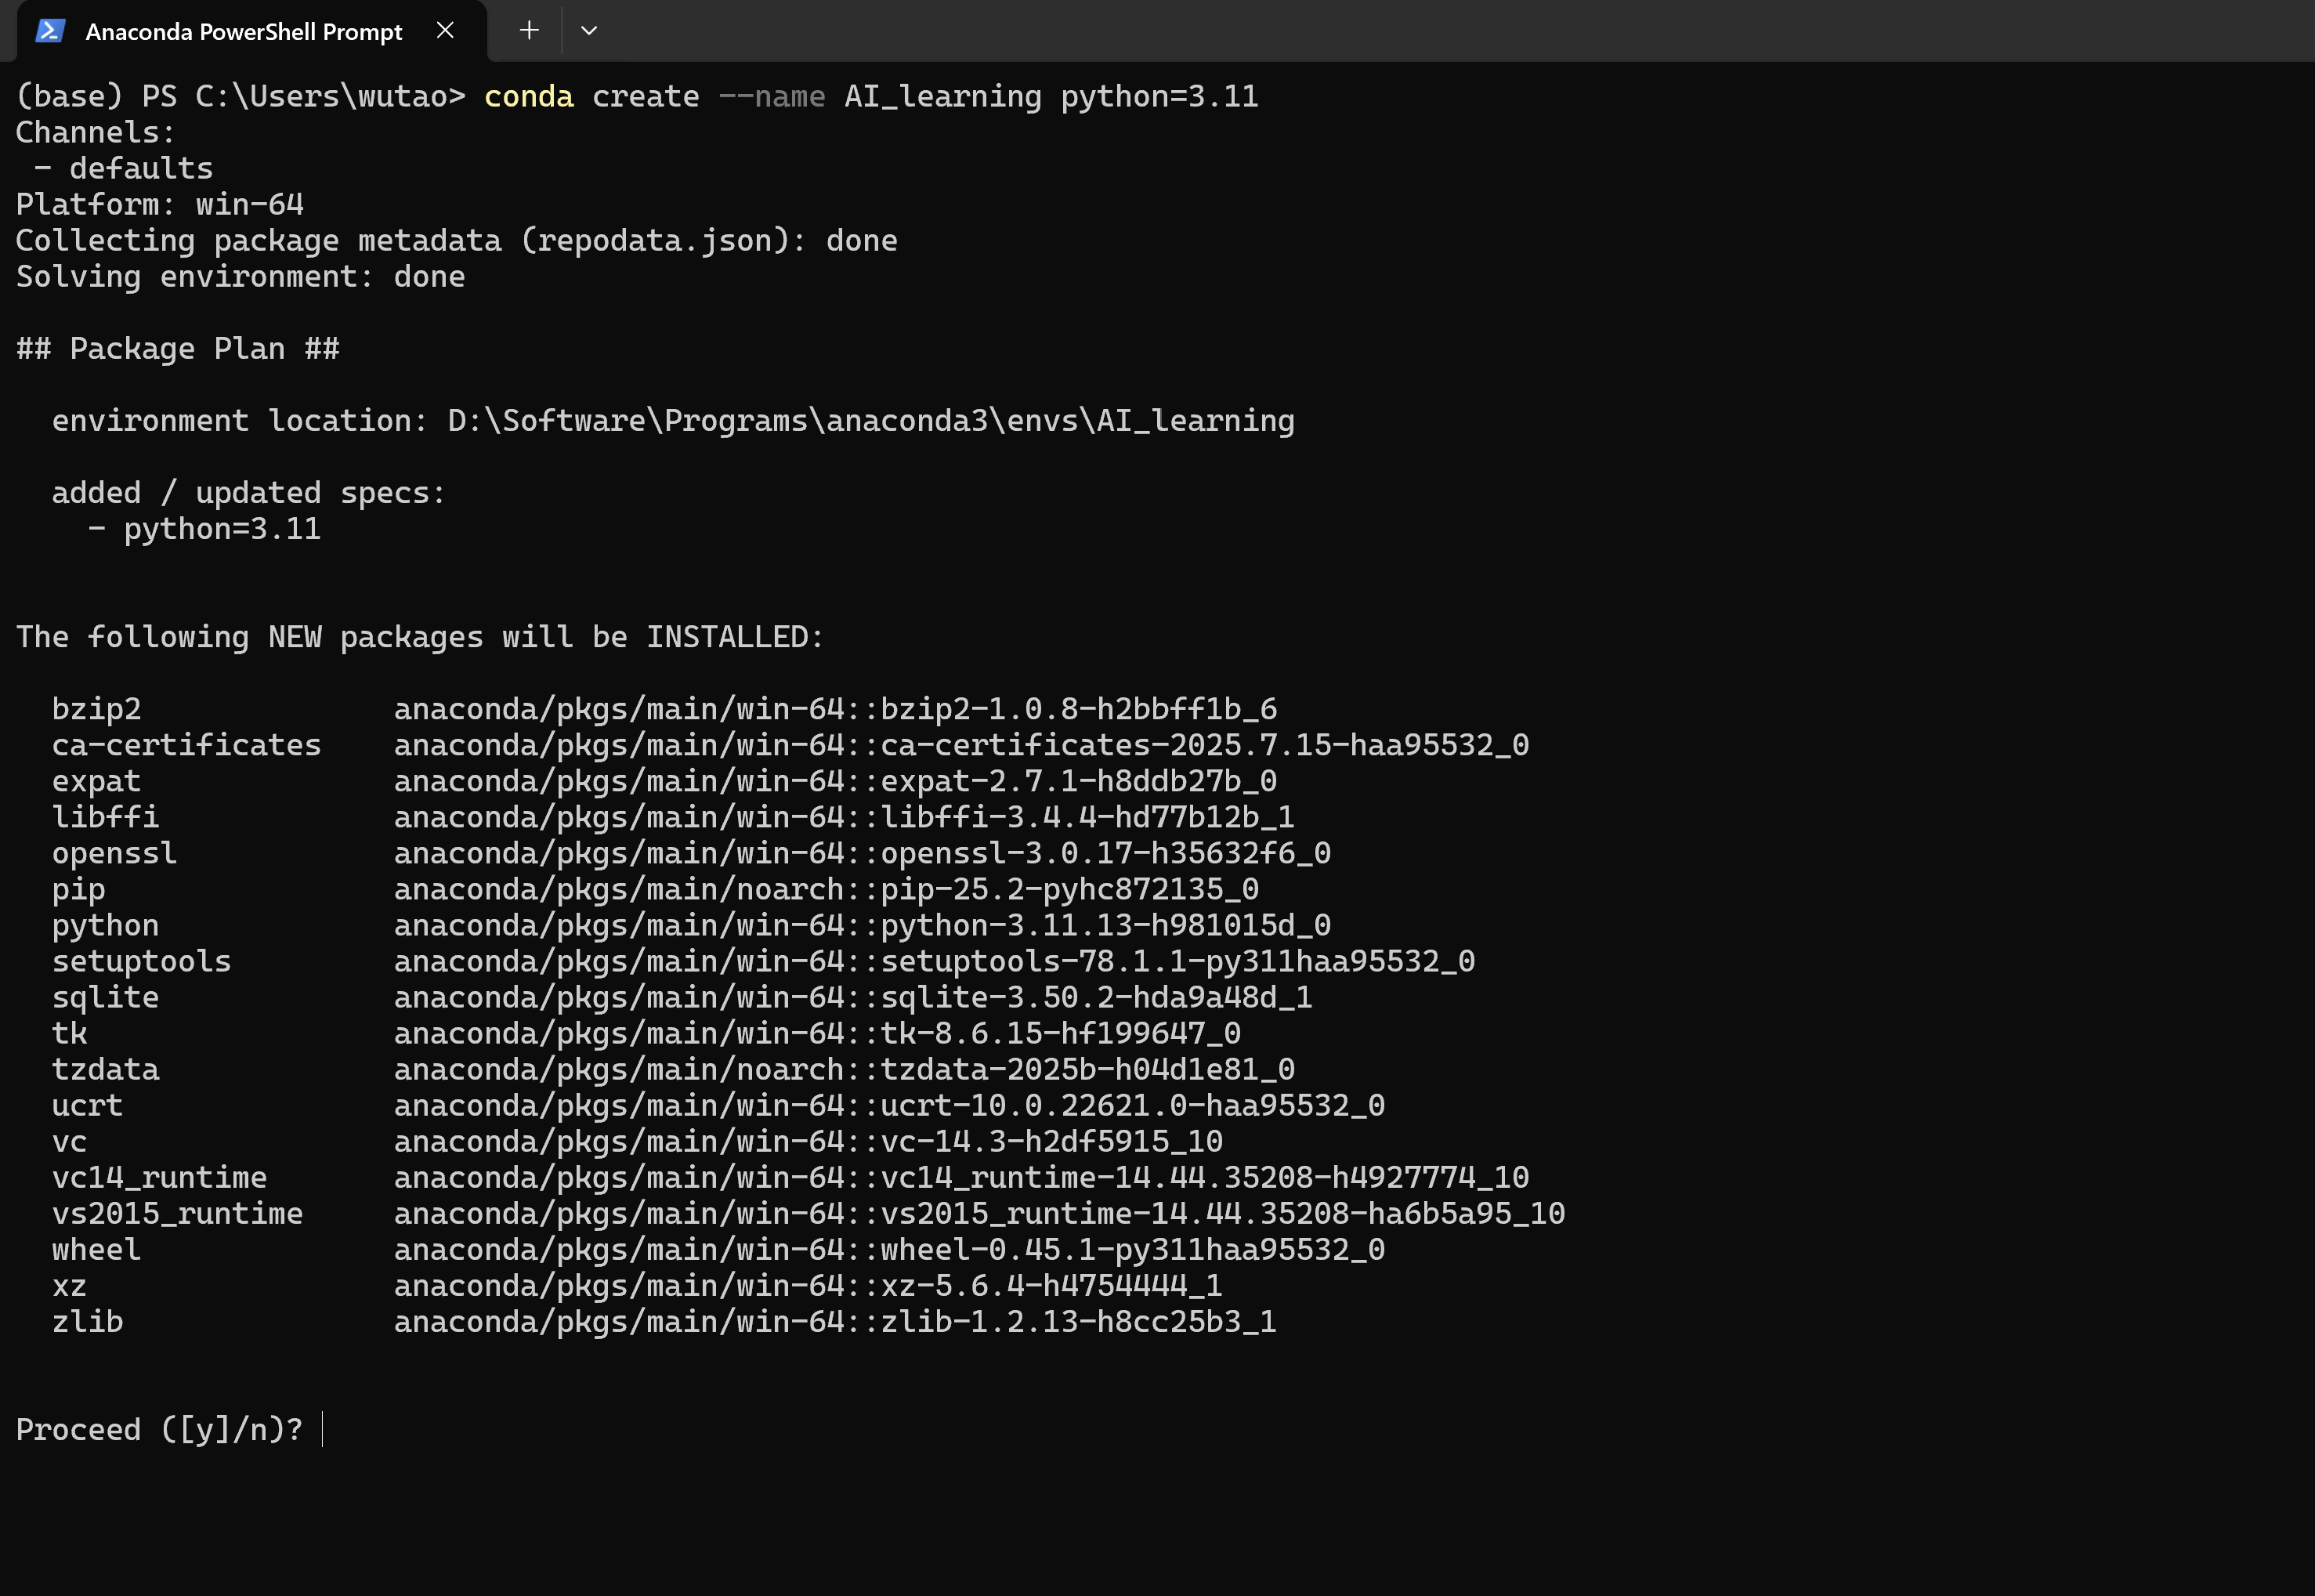 Anaconda PowerShell Prompt
(base) PS C:\Users\wutao> conda create --name AI_learning python=3.11
Channels:
 - defaults
Platform: win-64
Collecting package metadata (repodata.json): done
Solving environment: done

## Package Plan ##

  environment location: D:\Software\Programs\anaconda3\envs\AI_learning

  added / updated specs:
    - python=3.11


The following NEW packages will be INSTALLED:

  bzip2              anaconda/pkgs/main/win-64::bzip2-1.0.8-h2bbff1b_6
  ca-certificates    anaconda/pkgs/main/win-64::ca-certificates-2025.7.15-haa95532_0
  expat              anaconda/pkgs/main/win-64::expat-2.7.1-h8ddb27b_0
  libffi             anaconda/pkgs/main/win-64::libffi-3.4.4-hd77b12b_1
  openssl            anaconda/pkgs/main/win-64::openssl-3.0.17-h35632f6_0
  pip                anaconda/pkgs/main/noarch::pip-25.2-pyhc872135_0
  python             anaconda/pkgs/main/win-64::python-3.11.13-h981015d_0
  setuptools         anaconda/pkgs/main/win-64::setuptools-78.1.1-py311haa95532_0
  sqlite             anaconda/pkgs/main/win-64::sqlite-3.50.2-hda9a48d_1
  tk                 anaconda/pkgs/main/win-64::tk-8.6.15-hf199647_0
  tzdata             anaconda/pkgs/main/noarch::tzdata-2025b-h04d1e81_0
  ucrt               anaconda/pkgs/main/win-64::ucrt-10.0.22621.0-haa95532_0
  vc                 anaconda/pkgs/main/win-64::vc-14.3-h2df5915_10
  vc14_runtime       anaconda/pkgs/main/win-64::vc14_runtime-14.44.35208-h4927774_10
  vs2015_runtime     anaconda/pkgs/main/win-64::vs2015_runtime-14.44.35208-ha6b5a95_10
  wheel              anaconda/pkgs/main/win-64::wheel-0.45.1-py311haa95532_0
  xz                 anaconda/pkgs/main/win-64::xz-5.6.4-h4754444_1
  zlib               anaconda/pkgs/main/win-64::zlib-1.2.13-h8cc25b3_1


Proceed ([y]/n)?